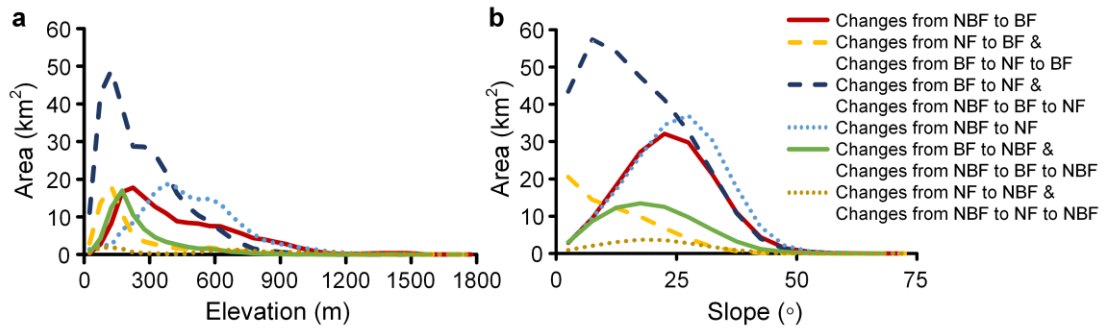 a
60
50
40
30
20
10
0
Area (km2)
0 300 600 900 1200 1500 1800
Elevation (m)
b
60
50
40
30
20
10
0
Area (km2)
0 25 50 75
Slope (○)
Changes from NBF to BF
Changes from NF to BF &
Changes from BF to NF to BF
Changes from BF to NF &
Changes from NBF to BF to NF
Changes from NBF to NF
Changes from BF to NBF &
Changes from NBF to BF to NBF
Changes from NF to NBF &
Changes from NBF to NF to NBF